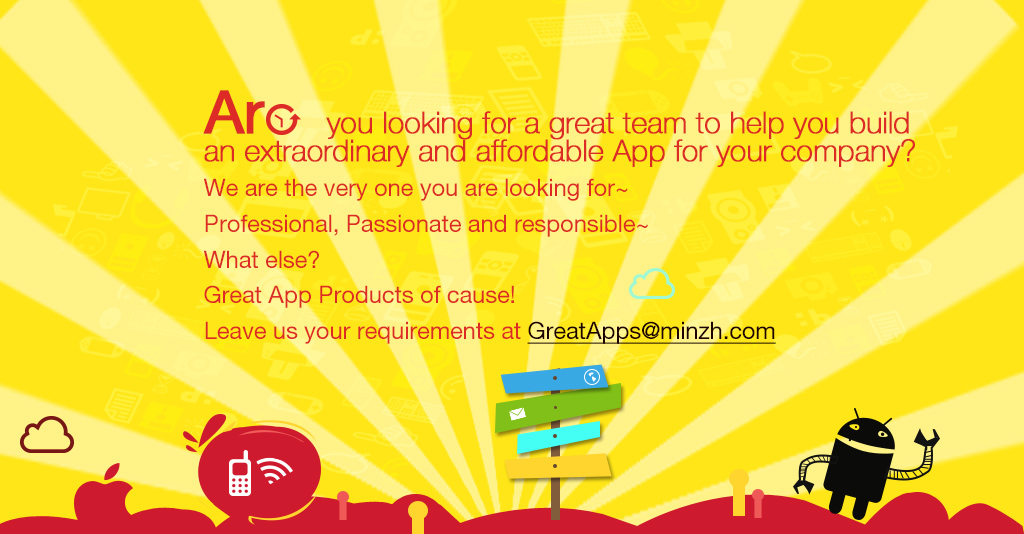 Are you looking for a great team to help you build
an extraordinary and affordable App for your company?
We are the very one you are looking for~
Professional, Passionate and responsible~
What else?
Great App Products of cause!
Leave us your requirements at GreatApps@minzh.com